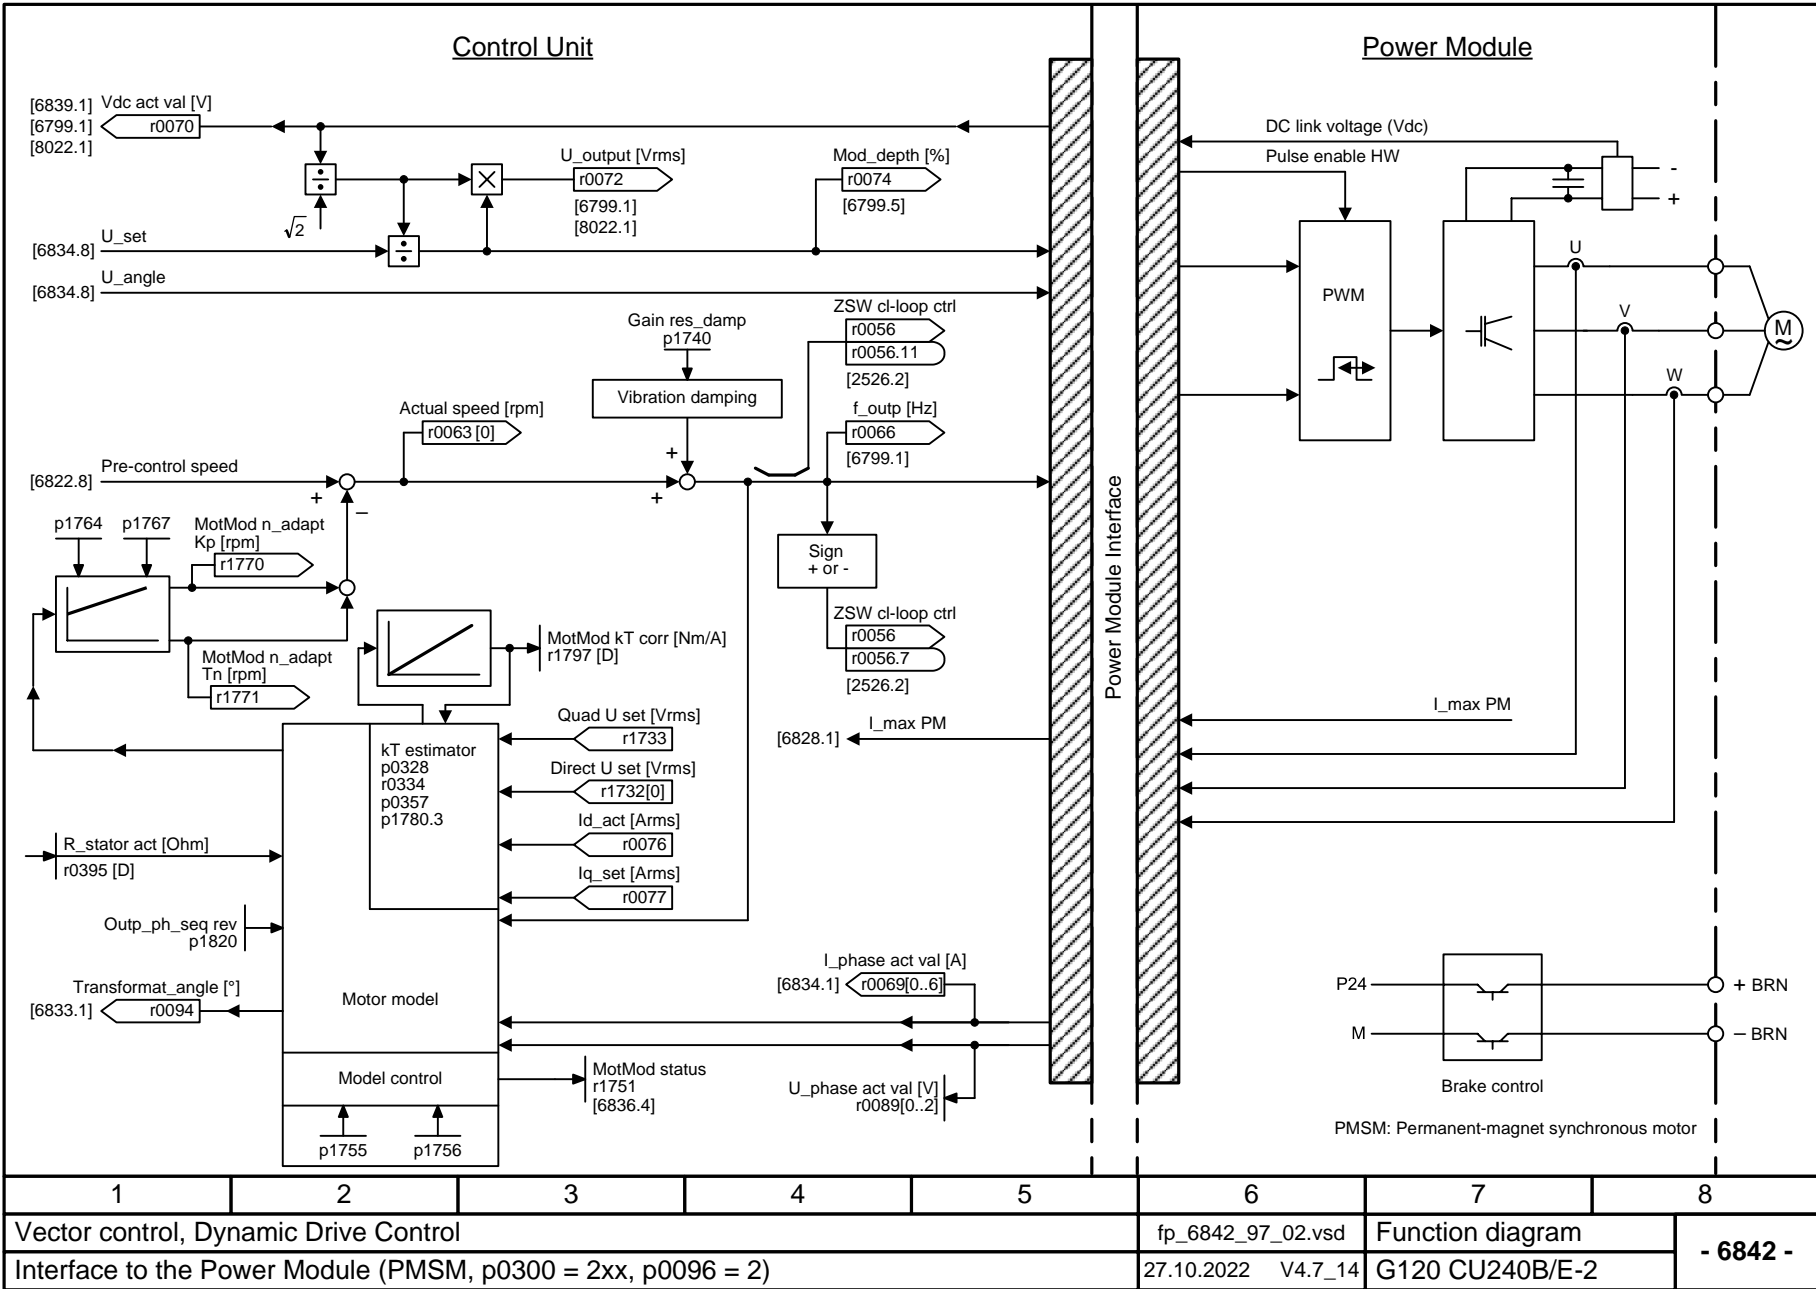 Control Unit
Power Module
[6839.1]
[6799.1]
[8022.1]
Vdc act val [V]
r0070
U_output [Vrms]
r0072
[6799.1]
[8022.1]
Mod_depth [%]
r0074
[6799.5]
√2
U_set
[6834.8]
U_angle
[6834.8]
DC link voltage (Vdc)
Pulse enable HW
-
+
PWM
U
V
W
M
~
Gain res_damp
p1740
Vibration damping
ZSW cl-loop ctrl
r0056
r0056.11
[2526.2]
Actual speed [rpm]
r0063 [0]
f_outp [Hz]
r0066
[6799.1]
Pre-control speed
[6822.8]
+
−
+
+
p1764
p1767
MotMod n_adapt
Kp [rpm]
r1770
MotMod n_adapt
Tn [rpm]
r1771
Sign
+ or -
ZSW cl-loop ctrl
r0056
r0056.7
[2526.2]
MotMod kT corr [Nm/A]
r1797 [D]
Power Module Interface
kT estimator
p0328
r0334
p0357
p1780.3
Quad U set [Vrms]
r1733
Direct U set [Vrms]
r1732[0]
Id_act [Arms]
r0076
Iq_set [Arms]
r0077
[6828.1]
I_max PM
I_max PM
R_stator act [Ohm]
r0395 [D]
Outp_ph_seq rev
p1820
Transformat_angle [°]
[6833.1]
r0094
Motor model
Model control
p1755
p1756
MotMod status
r1751
[6836.4]
I_phase act val [A]
[6834.1]
r0069[0..6]
U_phase act val [V]
r0089[0..2]
P24
M
+ BRN
− BRN
Brake control
PMSM: Permanent-magnet synchronous motor
1 2 3 4 5 6 7 8
Vector control, Dynamic Drive Control
fp_6842_97_02.vsd
Function diagram
- 6842 -
Interface to the Power Module (PMSM, p0300 = 2xx, p0096 = 2)
27.10.2022 V4.7_14
G120 CU240B/E-2